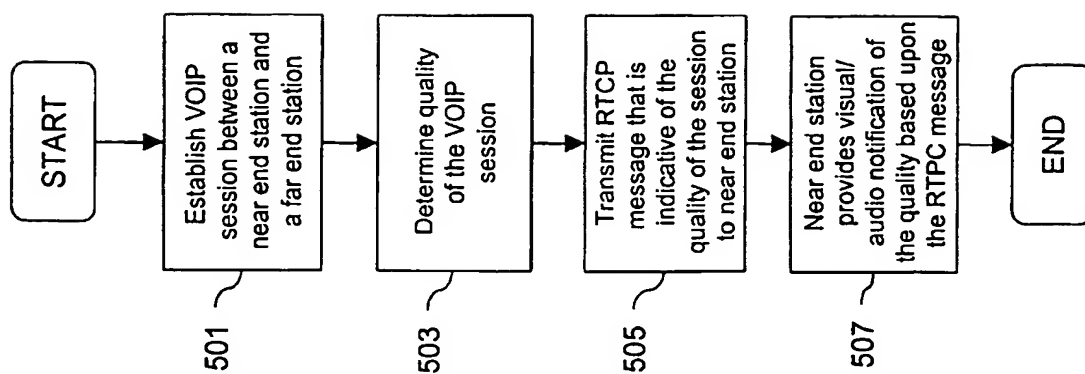 START
501
Establish VOIP
session between a
near end station and
a far end station
503
Determine quality
of the VOIP
session
505
Transmit RTCP
message that is
indicative of the
quality of the session
to near end station
507
Near end station
provides visual/
audio notification of
the quality based upon
the RTPC message
END